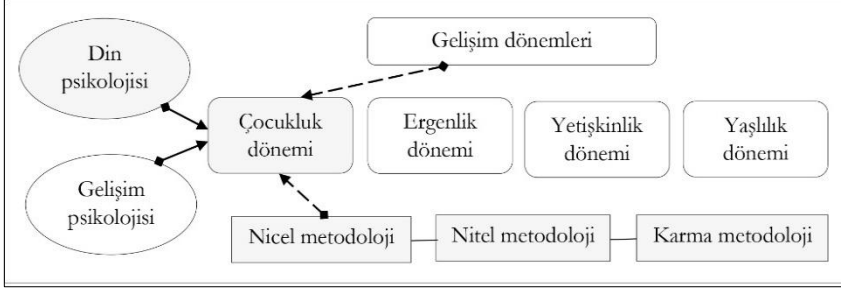 Din
psikolojisi
Gelişim dönemleri
Çocukluk
dönemi
Ergenlik
dönemi
Yetişkinlik
dönemi
Yaşlılık
dönemi
Gelişim
psikolojisi
Nicel metodoloji
Nitel metodoloji
Karma metodoloji